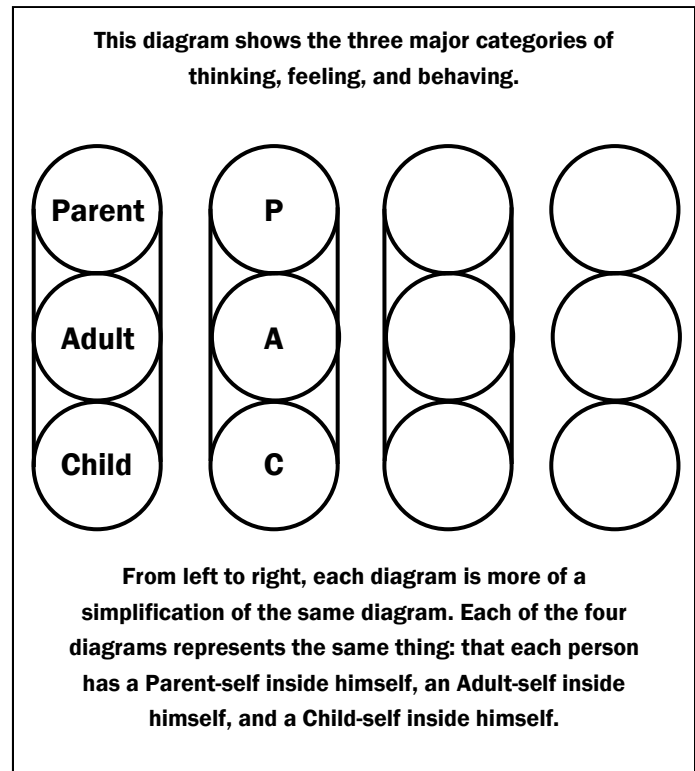 This diagram shows the three major categories of
thinking, feeling, and behaving.
Parent P
Adult A
Child C
From left to right, each diagram is more of a
simplification of the same diagram. Each of the four
diagrams represents the same thing: that each person
has a Parent-self inside himself, an Adult-self inside
himself, and a Child-self inside himself.